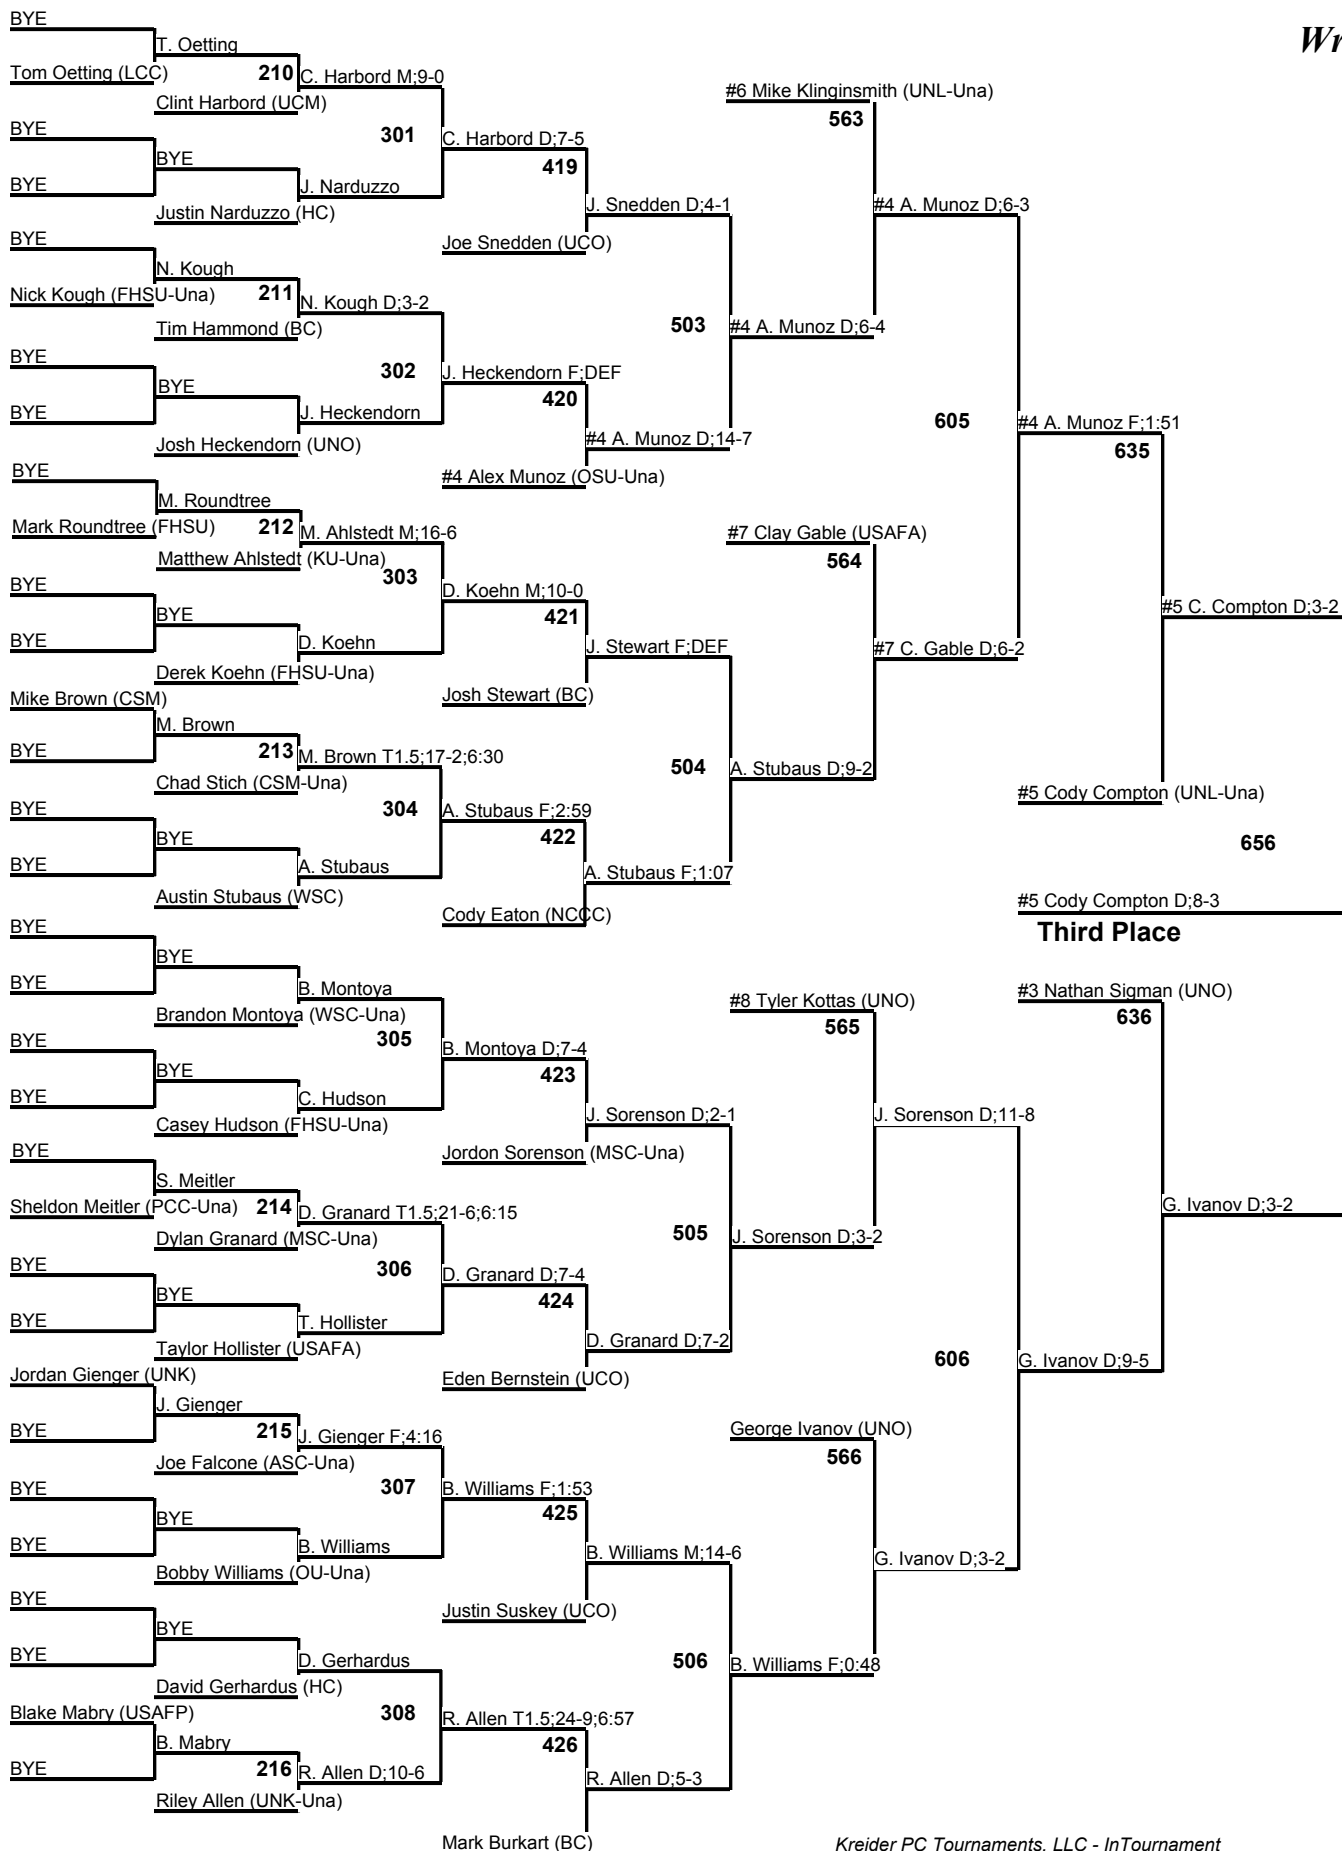 BYE
Wr
T. Oetting
Tom Oetting (LCC)
210
C. Harbord M;9-0
#6 Mike Klinginsmith (UNL-Una)
Clint Harbord (UCM)
563
BYE
301
C. Harbord D;7-5
BYE
419
BYE
J. Narduzzo
J. Snedden D;4-1
#4 A. Munoz D;6-3
Justin Narduzzo (HC)
BYE
Joe Snedden (UCO)
N. Kough
Nick Kough (FHSU-Una)
211
N. Kough D;3-2
Tim Hammond (BC)
503
#4 A. Munoz D;6-4
BYE
302
J. Heckendorn F;DEF
BYE
420
BYE
J. Heckendorn
605
#4 A. Munoz F;1:51
Josh Heckendorn (UNO)
#4 A. Munoz D;14-7
635
BYE
#4 Alex Munoz (OSU-Una)
M. Roundtree
Mark Roundtree (FHSU)
212
M. Ahlstedt M;16-6
#7 Clay Gable (USAFA)
Matthew Ahlstedt (KU-Una)
564
BYE
303
D. Koehn M;10-0
BYE
421
#5 C. Compton D;3-2
BYE
D. Koehn
J. Stewart F;DEF
#7 C. Gable D;6-2
Derek Koehn (FHSU-Una)
Mike Brown (CSM)
Josh Stewart (BC)
M. Brown
BYE
213
M. Brown T1.5;17-2;6:30
504
A. Stubaus D;9-2
Chad Stich (CSM-Una)
#5 Cody Compton (UNL-Una)
BYE
304
A. Stubaus F;2:59
BYE
422
656
BYE
A. Stubaus
A. Stubaus F;1:07
Austin Stubaus (WSC)
#5 Cody Compton D;8-3
Cody Eaton (NCCC)
BYE
Third Place
BYE
BYE
B. Montoya
#8 Tyler Kottas (UNO)
#3 Nathan Sigman (UNO)
Brandon Montoya (WSC-Una)
565
636
BYE
305
B. Montoya D;7-4
BYE
423
BYE
C. Hudson
J. Sorenson D;2-1
J. Sorenson D;11-8
Casey Hudson (FHSU-Una)
BYE
Jordon Sorenson (MSC-Una)
S. Meitler
Sheldon Meitler (PCC-Una)
214
D. Granard T1.5;21-6;6:15
G. Ivanov D;3-2
Dylan Granard (MSC-Una)
505
J. Sorenson D;3-2
BYE
306
D. Granard D;7-4
BYE
424
BYE
T. Hollister
D. Granard D;7-2
Taylor Hollister (USAFA)
606
G. Ivanov D;9-5
Jordan Gienger (UNK)
Eden Bernstein (UCO)
J. Gienger
BYE
215
J. Gienger F;4:16
George Ivanov (UNO)
Joe Falcone (ASC-Una)
566
BYE
307
B. Williams F;1:53
BYE
425
BYE
B. Williams
B. Williams M;14-6
G. Ivanov D;3-2
Bobby Williams (OU-Una)
BYE
Justin Suskey (UCO)
BYE
BYE
D. Gerhardus
506
B. Williams F;0:48
David Gerhardus (HC)
Blake Mabry (USAFP)
308
R. Allen T1.5;24-9;6:57
B. Mabry
426
BYE
216
R. Allen D;10-6
R. Allen D;5-3
Riley Allen (UNK-Una)
Mark Burkart (BC)
Kreider PC Tournaments, LLC - InTournament